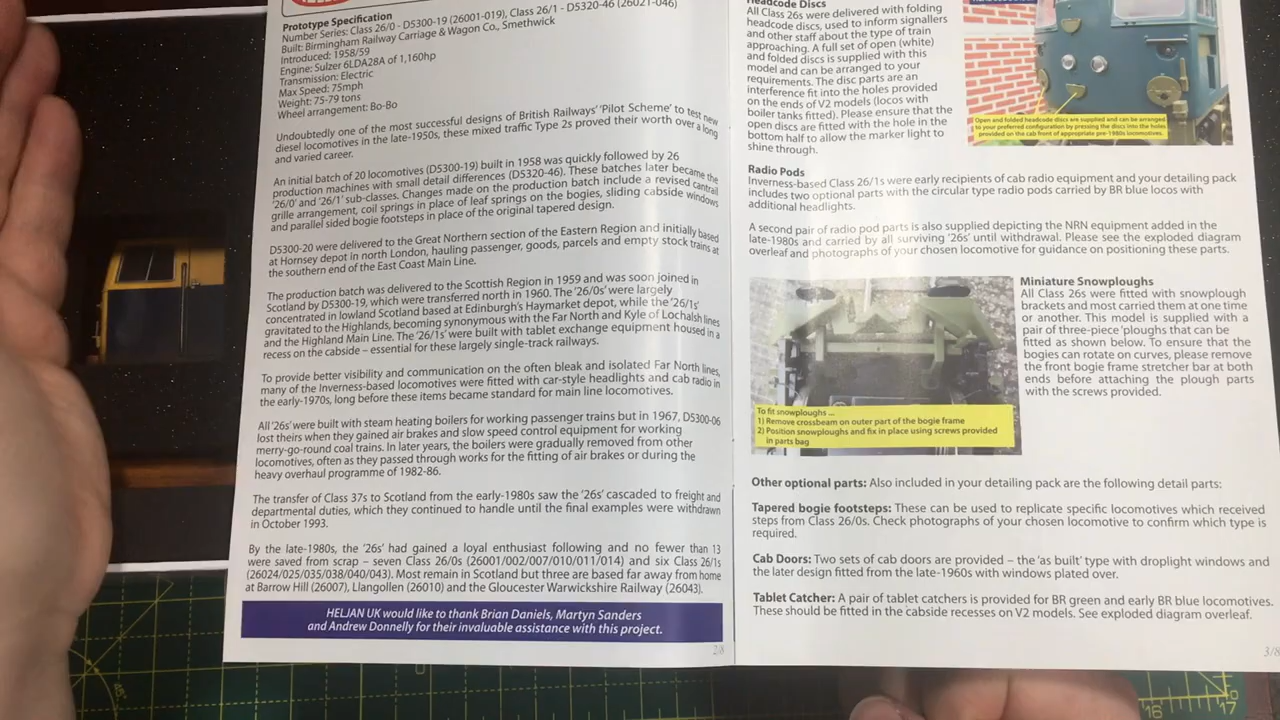 Prototype Specification
Number Series: Class 26/0 - D5300-19 (26001-019), Class 26/1 - D5320-46 (26021-046)
Built: Birmingham Railway Carriage & Wagon Co., Smethwick
Introduced: 1958/59
Engine: Sulzer 6LDA28A of 1,160hp
Transmission: Electric
Max Speed: 75mph
Weight: 75-79 tons
Wheel arrangement: Bo-Bo
Undoubtedly one of the most successful designs of British Railways' 'Pilot Scheme' to test new
diesel locomotives in the late-1950s, these mixed traffic Type 2s proved their worth over a long
and varied career.
An initial batch of 20 locomotives (D5300-19) built in 1958 was quickly followed by 26
production machines with small detail differences (D5320-46). These batches later became the
'26/0' and '26/1' sub-classes. Changes made on the production batch include a revised cantrail
grille arrangement, coil springs in place of leaf springs on the bogies, sliding cabside windows
and parallel sided bogie footsteps in place of the original tapered design.
D5300-20 were delivered to the Great Northern section of the Eastern Region and initially based
at Hornsey depot in north London, hauling passenger, goods, parcels and empty stock trains at
the southern end of the East Coast Main Line.
The production batch was delivered to the Scottish Region in 1959 and was soon joined in
Scotland by D5300-19, which were transferred north in 1960. The '26/0s' were largely
concentrated in lowland Scotland based at Edinburgh's Haymarket depot, while the '26/1s'
gravitated to the Highlands, becoming synonymous with the Far North and Kyle of Lochalsh lines
and the Highland Main Line. The '26/1s' were built with tablet exchange equipment housed in a
recess on the cabside – essential for these largely single-track railways.
To provide better visibility and communication on the often bleak and isolated Far North lines,
many of the Inverness-based locomotives were fitted with car-style headlights and cab radio in
the early-1970s, long before these items became standard for main line locomotives.
All '26s' were built with steam heating boilers for working passenger trains but in 1967, D5300-06
lost theirs when they gained air brakes and slow speed control equipment for working
merry-go-round coal trains. In later years, the boilers were gradually removed from other
locomotives, often as they passed through works for the fitting of air brakes or during the
heavy overhaul programme of 1982-86.
The transfer of Class 37s to Scotland from the early-1980s saw the '26s' cascaded to freight and
departmental duties, which they continued to handle until the final examples were withdrawn
in October 1993.
By the late-1980s, the '26s' had gained a loyal enthusiast following and no fewer than 13
were saved from scrap – seven Class 26/0s (26001/002/007/010/011/014) and six Class 26/1s
(26024/025/035/038/040/043). Most remain in Scotland but three are based far away from home
at Barrow Hill (26007), Llangollen (26010) and the Gloucester Warwickshire Railway (26043).
HELJAN UK would like to thank Brian Daniels, Martyn Sanders
and Andrew Donnelly for their invaluable assistance with this project.
2/8
Headcode Discs
All Class 26s were delivered with folding
headcode discs, used to inform signallers
and other staff about the type of train
approaching. A full set of open (white)
and folded discs is supplied with this
model and can be arranged to your
requirements. The disc parts are an
interference fit into the holes provided
on the ends of V2 models (locos with
boiler tanks fitted). Please ensure that the
open discs are fitted with the hole in the
bottom half to allow the marker light to
shine through.
Open and folded headcode discs are supplied and can be arranged
to your preferred configuration by pressing the discs into the holes
provided on the cab front of appropriate pre-1980s locomotives.
Radio Pods
Inverness-based Class 26/1s were early recipients of cab radio equipment and your detailing pack
includes two optional parts with the circular type radio pods carried by BR blue locos with
additional headlights.
A second pair of radio pod parts is also supplied depicting the NRN equipment added in the
late-1980s and carried by all surviving '26s' until withdrawal. Please see the exploded diagram
overleaf and photographs of your chosen locomotive for guidance on positioning these parts.
To fit snowploughs ...
1) Remove crossbeam on outer part of the bogie frame
2) Position snowploughs and fix in place using screws provided
in parts bag
Miniature Snowploughs
All Class 26s were fitted with snowplough
brackets and most carried them at one time
or another. This model is supplied with a
pair of three-piece 'ploughs that can be
fitted as shown below. To ensure that the
bogies can rotate on curves, please remove
the front bogie frame stretcher bar at both
ends before attaching the plough parts
with the screws provided.
Other optional parts: Also included in your detailing pack are the following detail parts:
Tapered bogie footsteps: These can be used to replicate specific locomotives which received
steps from Class 26/0s. Check photographs of your chosen locomotive to confirm which type is
required.
Cab Doors: Two sets of cab doors are provided – the 'as built' type with droplight windows and
the later design fitted from the late-1960s with windows plated over.
Tablet Catcher: A pair of tablet catchers is provided for BR green and early BR blue locomotives.
These should be fitted in the cabside recesses on V2 models. See exploded diagram overleaf.
3/8
45°
16
17